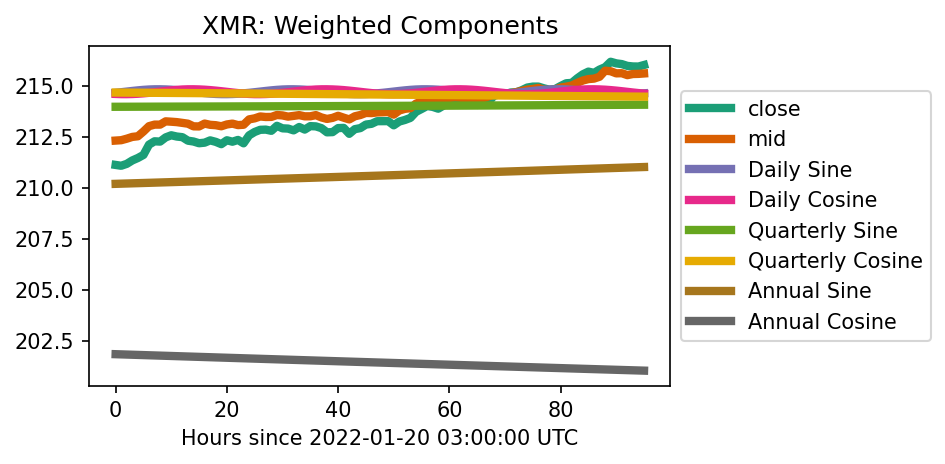 XMR: Weighted Components
215.0
212.5
210.0
207.5
205.0
202.5
0 20 40 60 80
Hours since 2022-01-20 03:00:00 UTC
close
mid
Daily Sine
Daily Cosine
Quarterly Sine
Quarterly Cosine
Annual Sine
Annual Cosine